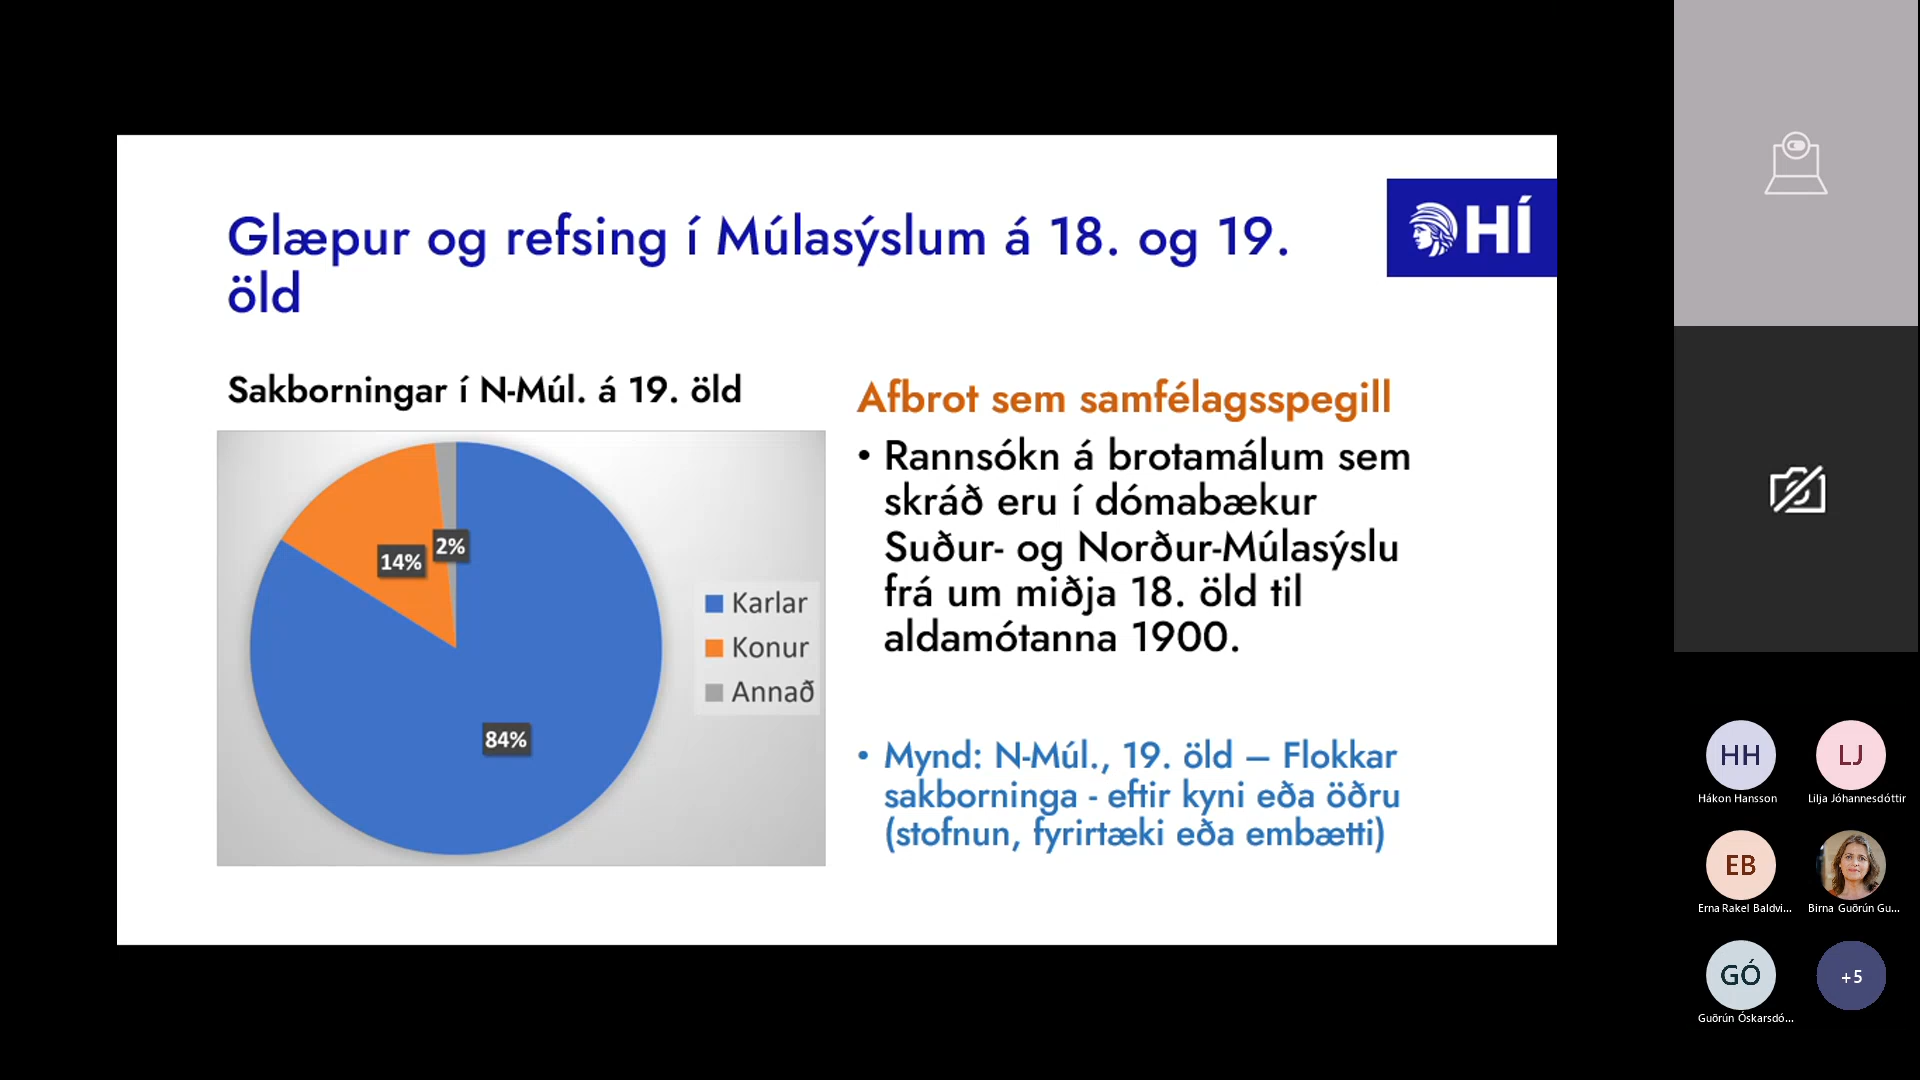 Glæpur og refsing í Múlasýslum á 18. og 19.
öld
HÍ
Sakborningar í N-Múl. á 19. öld
14%
2%
84%
Karlar
Konur
Annað
Afbrot sem samfélagsspegill
• Rannsókn á brotamálum sem
skráð eru í dómabækur
Suður- og Norður-Múlasýslu
frá um miðja 18. öld til
aldamótanna 1900.
• Mynd: N-Múl., 19. öld – Flokkar
sakborninga - eftir kyni eða öðru
(stofnun, fyrirtæki eða embætti)
HH
Hákon Hansson
LJ
Lilja Jóhannesdóttir
EB
Erna Rakel Baldvi...
Birna Guðrún Gu...
GÓ
Guðrún Óskarsdó...
+5